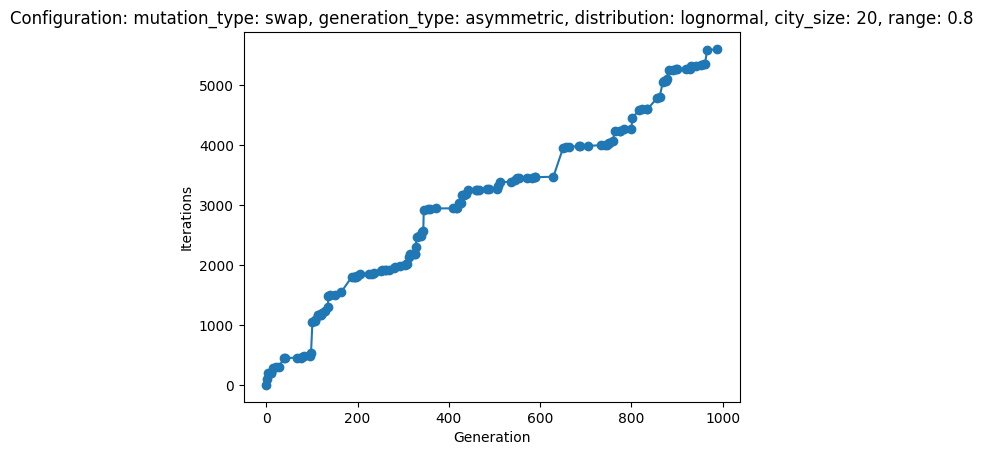 Configuration: mutation_type: swap, generation_type: asymmetric, distribution: lognormal, city_size: 20, range: 0.8
Iterations
5000
4000
3000
2000
1000
0
0 200 400 600 800 1000
Generation